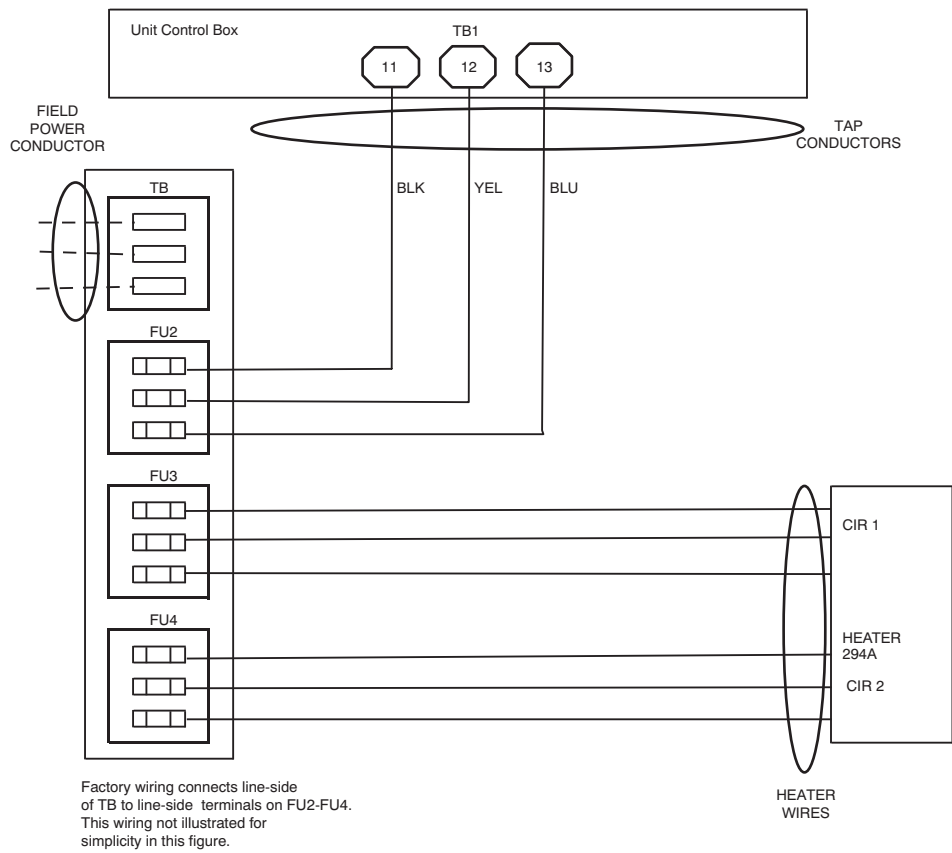 Unit Control Box
TB1
11
12
13
FIELD
POWER
CONDUCTOR
TAP
CONDUCTORS
BLK
YEL
BLU
TB
FU2
FU3
CIR 1
FU4
HEATER
294A
CIR 2
HEATER
WIRES
Factory wiring connects line-side
of TB to line-side terminals on FU2-FU4.
This wiring not illustrated for
simplicity in this figure.